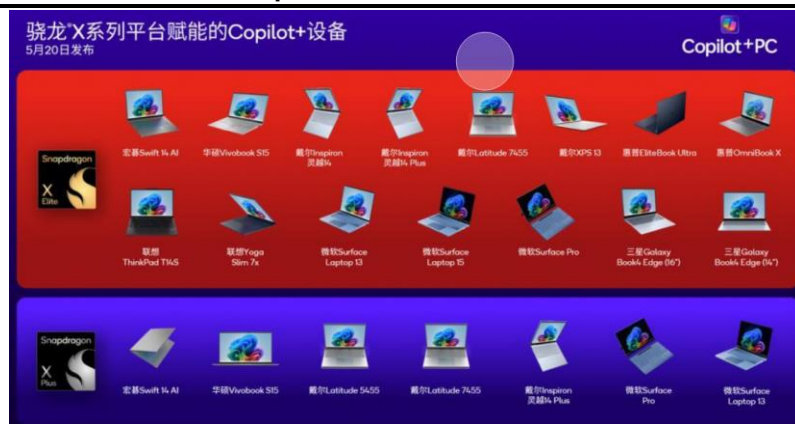 骁龙®X系列平台赋能的Copilot+设备
5月20日发布
Copilot+PC
Snapdragon
X
Elite
宏碁Swift 14 AI
华硕Vivobook S15
戴尔Inspiron
灵越14
戴尔Inspiron
灵越14 Plus
戴尔Latitude 7455
戴尔XPS 13
惠普EliteBook Ultra
惠普OmniBook X
联想
ThinkPad T14S
联想Yoga
Slim 7x
微软Surface
Laptop 13
微软Surface
Laptop 15
微软Surface Pro
三星Galaxy
Book4 Edge (16")
三星Galaxy
Book4 Edge (14")
Snapdragon
X
Plus
宏碁Swift 14 AI
华硕Vivobook S15
戴尔Latitude 5455
戴尔Latitude 7455
戴尔Inspiron
灵越14 Plus
微软Surface
Pro
微软Surface
Laptop 13